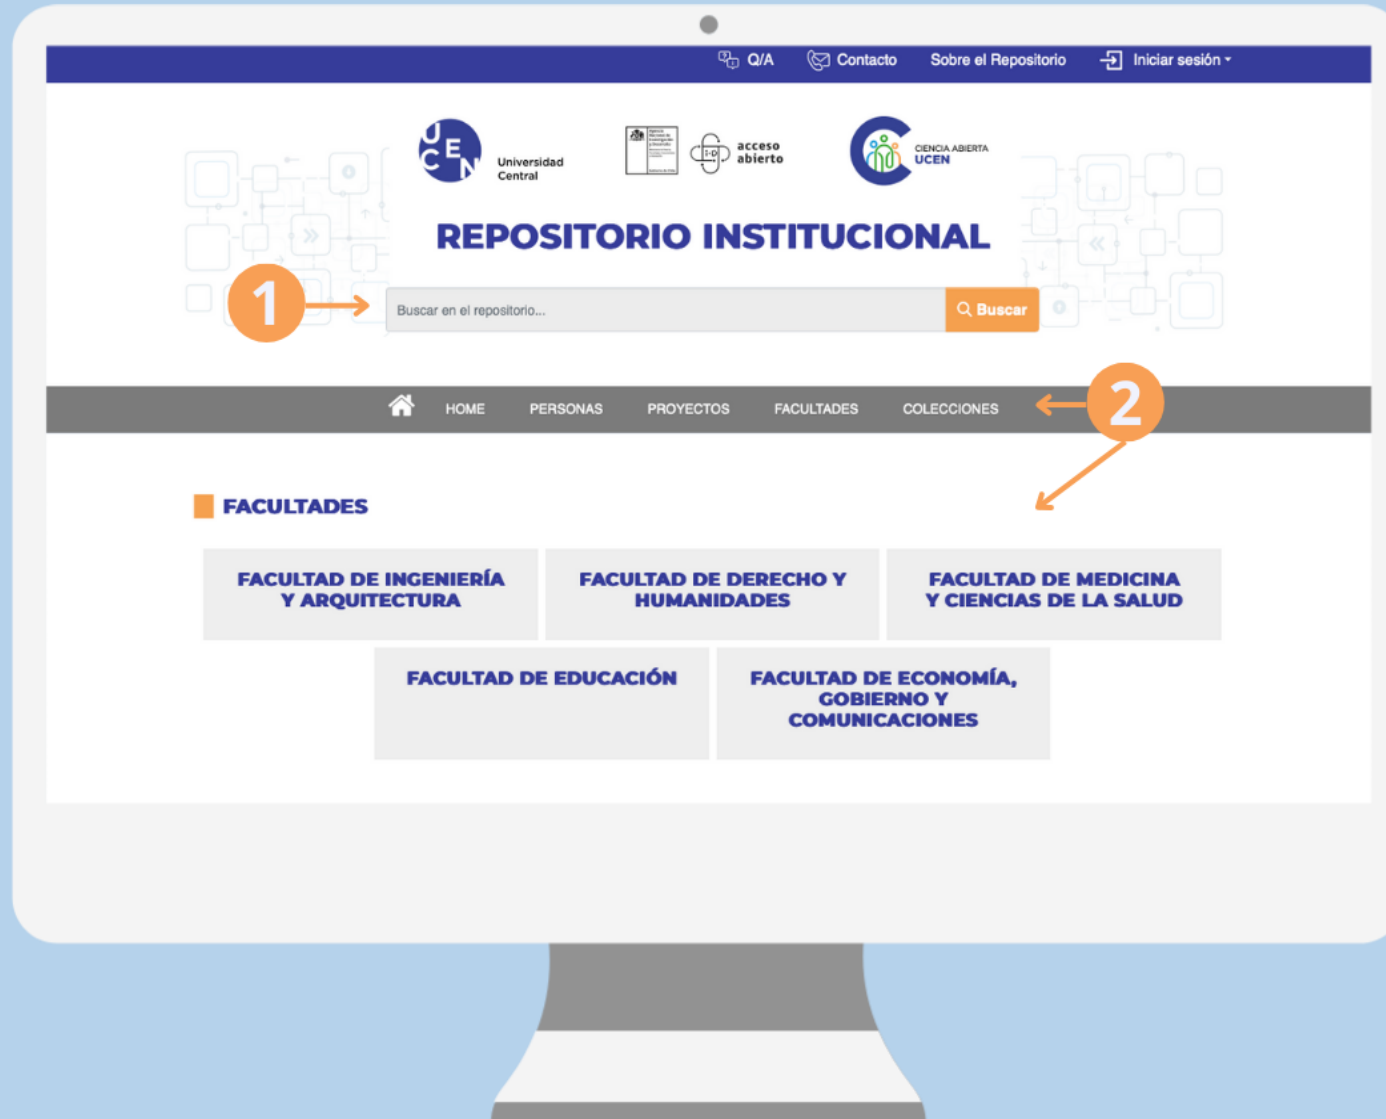 Q/A Contacto Sobre el Repositorio Iniciar sesión
UCEN
Universidad
Central
I+D
acceso
abierto
CIENCIA ABIERTA
UCEN
REPOSITORIO INSTITUCIONAL
1
Buscar en el repositorio... Buscar
HOME PERSONAS PROYECTOS FACULTADES COLECCIONES
2
FACULTADES
FACULTAD DE INGENIERÍA
Y ARQUITECTURA
FACULTAD DE DERECHO Y
HUMANIDADES
FACULTAD DE MEDICINA
Y CIENCIAS DE LA SALUD
FACULTAD DE EDUCACIÓN
FACULTAD DE ECONOMÍA,
GOBIERNO Y
COMUNICACIONES